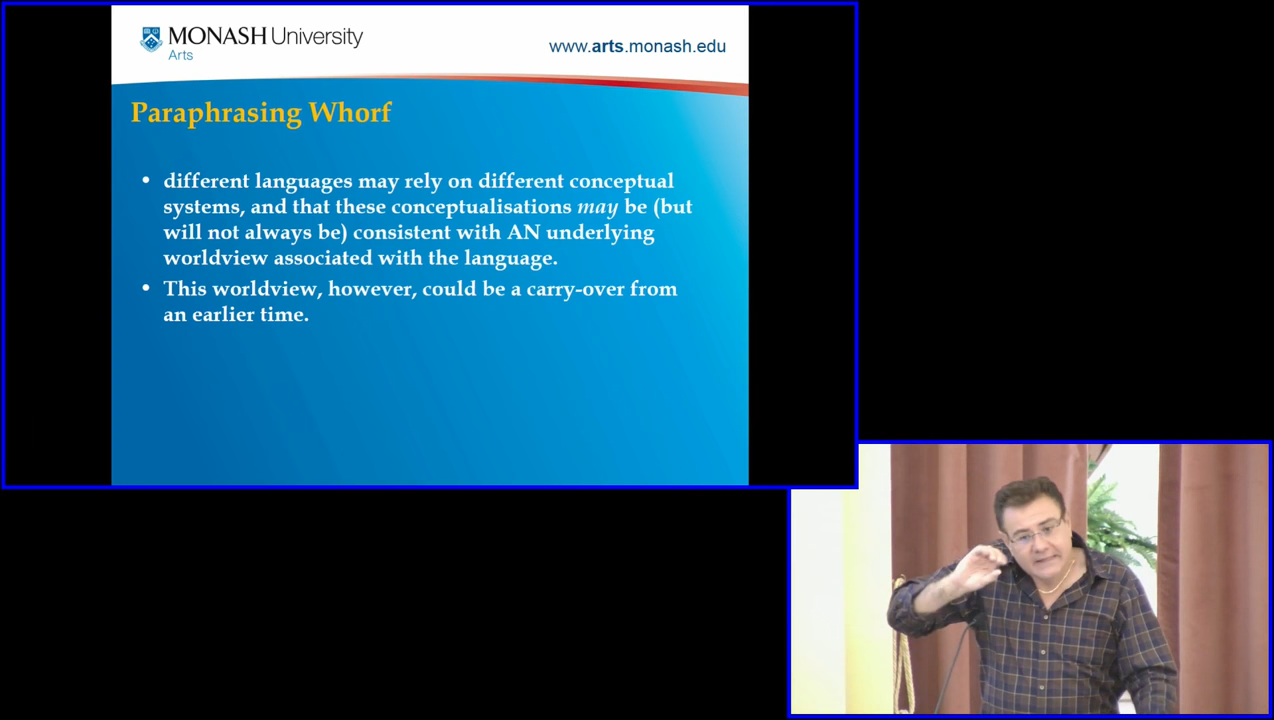 MONASH University
Arts
www.arts.monash.edu
Paraphrasing Whorf
• different languages may rely on different conceptual
systems, and that these conceptualisations may be (but
will not always be) consistent with AN underlying
worldview associated with the language.
• This worldview, however, could be a carry-over from
an earlier time.